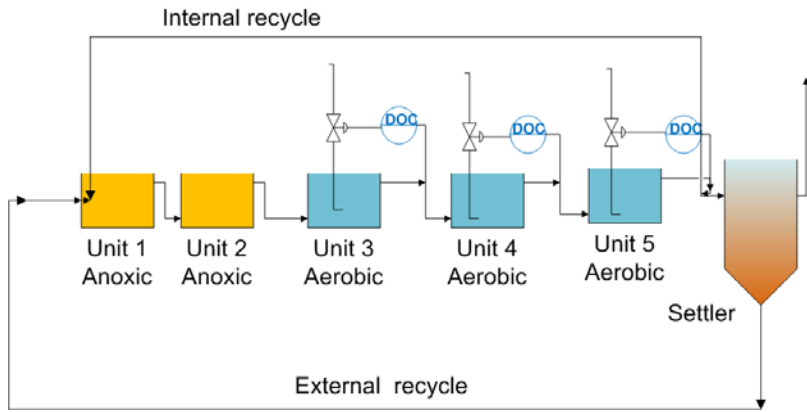 Internal recycle
DOC
DOC
DOC
Unit 1
Anoxic
Unit 2
Anoxic
Unit 3
Aerobic
Unit 4
Aerobic
Unit 5
Aerobic
Settler
External recycle